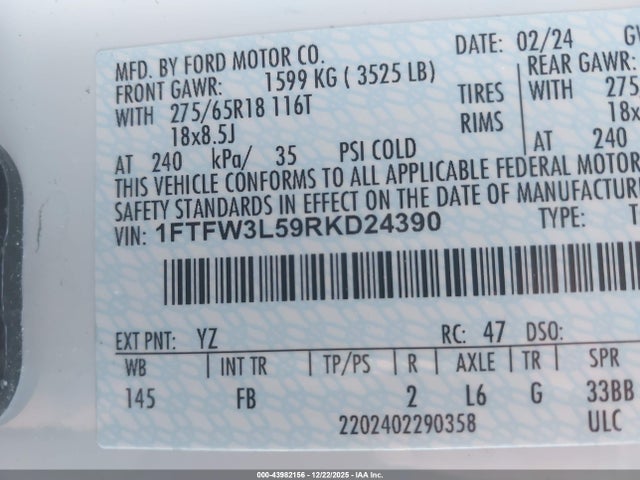 MFD. BY FORD MOTOR CO.
DATE: 02/24
FRONT GAWR: 1599 KG ( 3525 LB)
REAR GAWR:
WITH 275/65R18 116T TIRES WITH 275
18x8.5J RIMS 18x
AT 240 kPa/ 35 PSI COLD AT 240
THIS VEHICLE CONFORMS TO ALL APPLICABLE FEDERAL MOTOR
SAFETY STANDARDS IN EFFECT ON THE DATE OF MANUFACTUR
VIN: 1FTFW3L59RKD24390 TYPE: T
EXT PNT: YZ RC: 47 DSO:
WB | INT TR | TP/PS | R | AXLE | TR | SPR
145 FB 2 L6 G 33BB
2202402290358 ULC
000-43982156 - 12/22/2025 - IAA Inc.